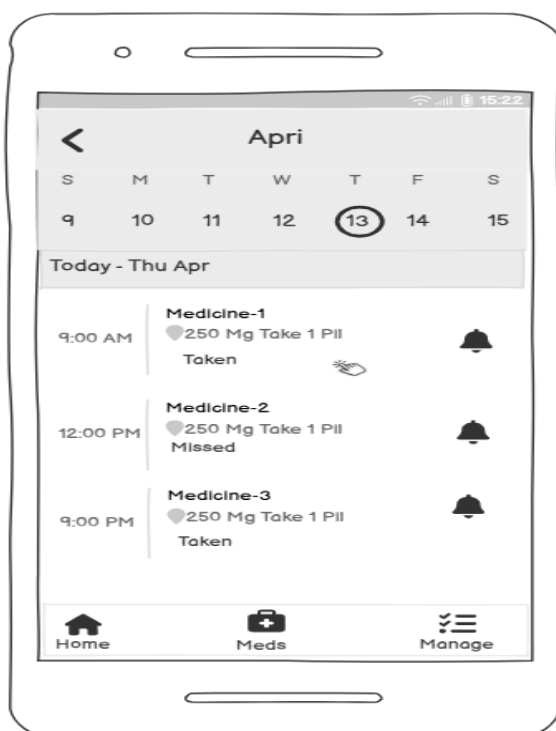 15:22
Apri
S M T W T F S
9 10 11 12 13 14 15
Today - Thu Apr
Medicine-1
9:00 AM
250 Mg Take 1 Pil
Taken
Medicine-2
12:00 PM
250 Mg Take 1 Pil
Missed
Medicine-3
9:00 PM
250 Mg Take 1 Pil
Taken
Home Meds Manage